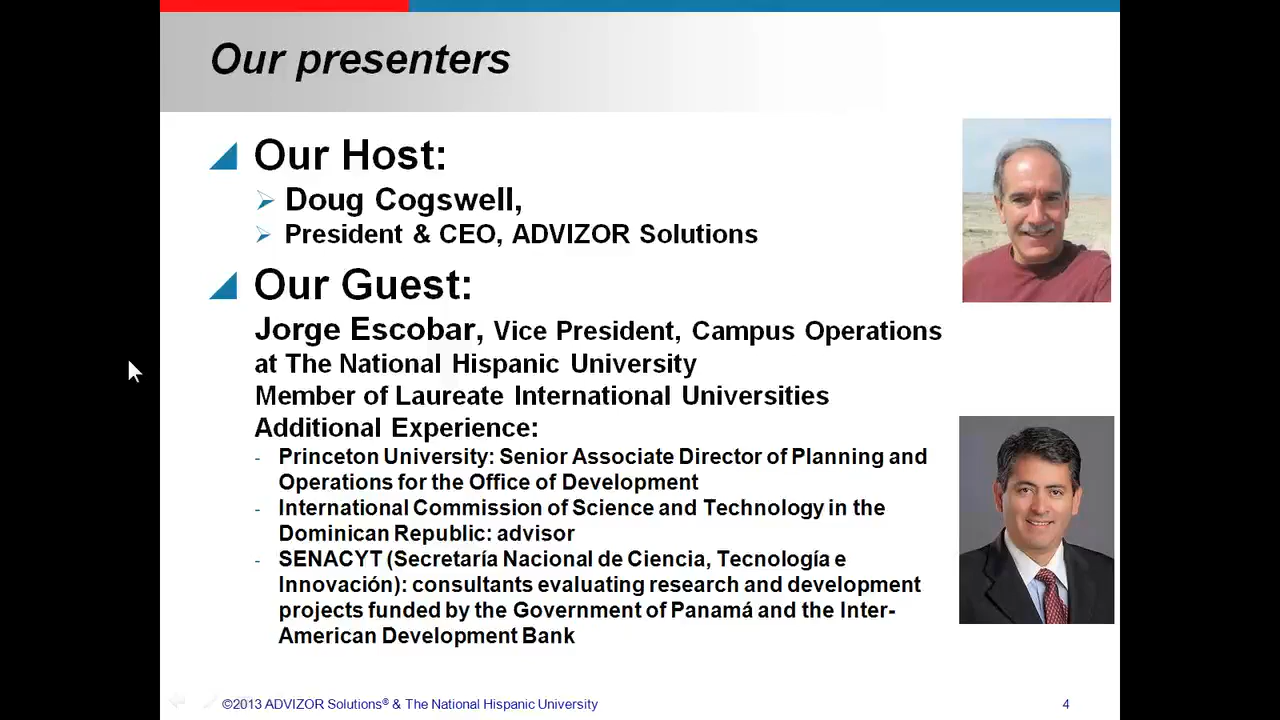 Our presenters
Our Host:
Doug Cogswell,
President & CEO, ADVIZOR Solutions
Our Guest:
Jorge Escobar, Vice President, Campus Operations
at The National Hispanic University
Member of Laureate International Universities
Additional Experience:
- Princeton University: Senior Associate Director of Planning and
Operations for the Office of Development
- International Commission of Science and Technology in the
Dominican Republic: advisor
- SENACYT (Secretaría Nacional de Ciencia, Tecnología e
Innovación): consultants evaluating research and development
projects funded by the Government of Panamá and the Inter-
American Development Bank
©2013 ADVIZOR Solutions® & The National Hispanic University
4